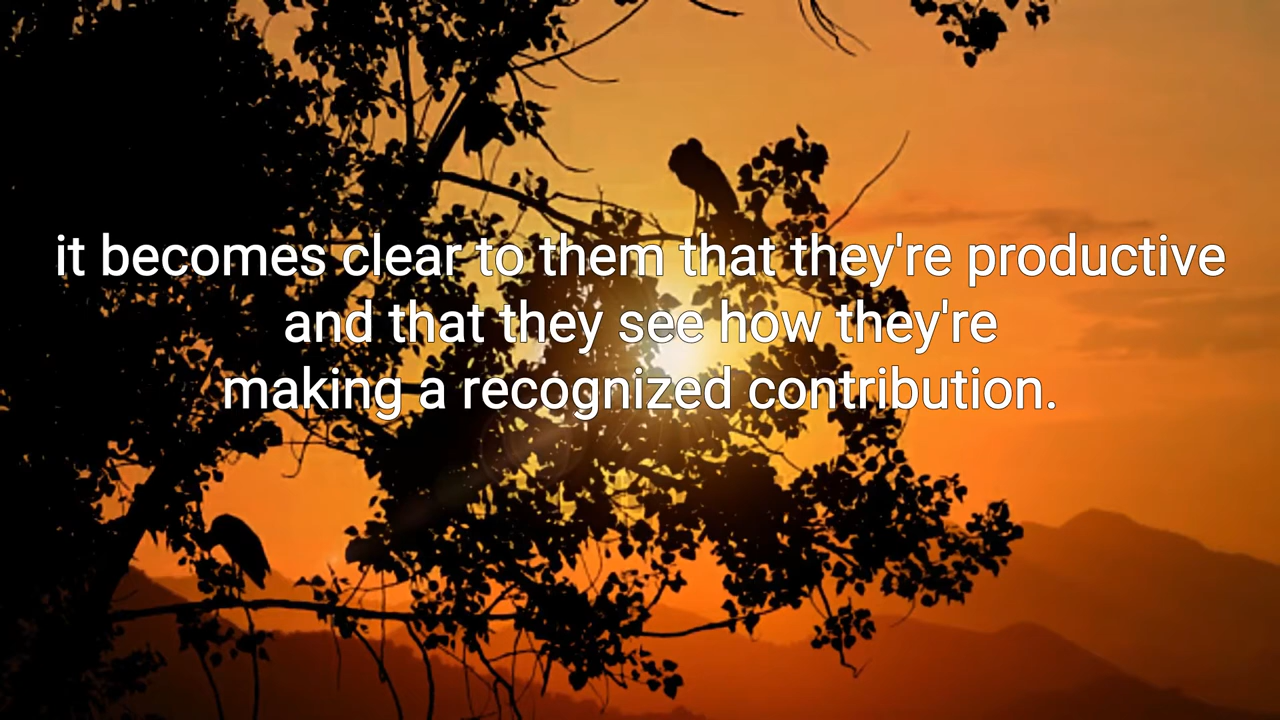 it becomes clear to them that they're productive
and that they see how they're
making a recognized contribution.